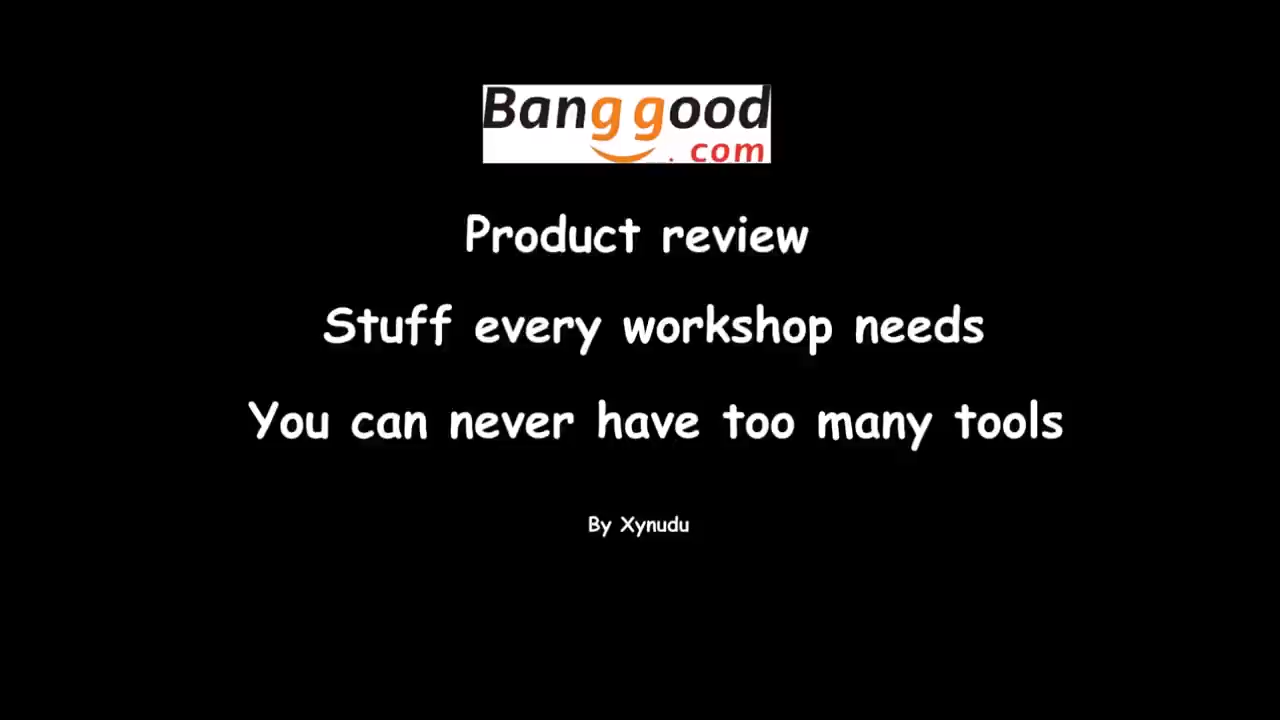 Banggood
.com
Product review
Stuff every workshop needs
You can never have too many tools
By Xynudu